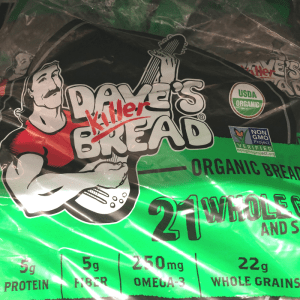 DAVE'S
Killer
BREAD®
USDA
ORGANIC
NON
GMO
Project
VERIFIED
ORGANIC BREAD
21 WHOLE G
AND S
5g
PROTEIN
5g
FIBER
250mg
OMEGA-3
22g
WHOLE GRAINS